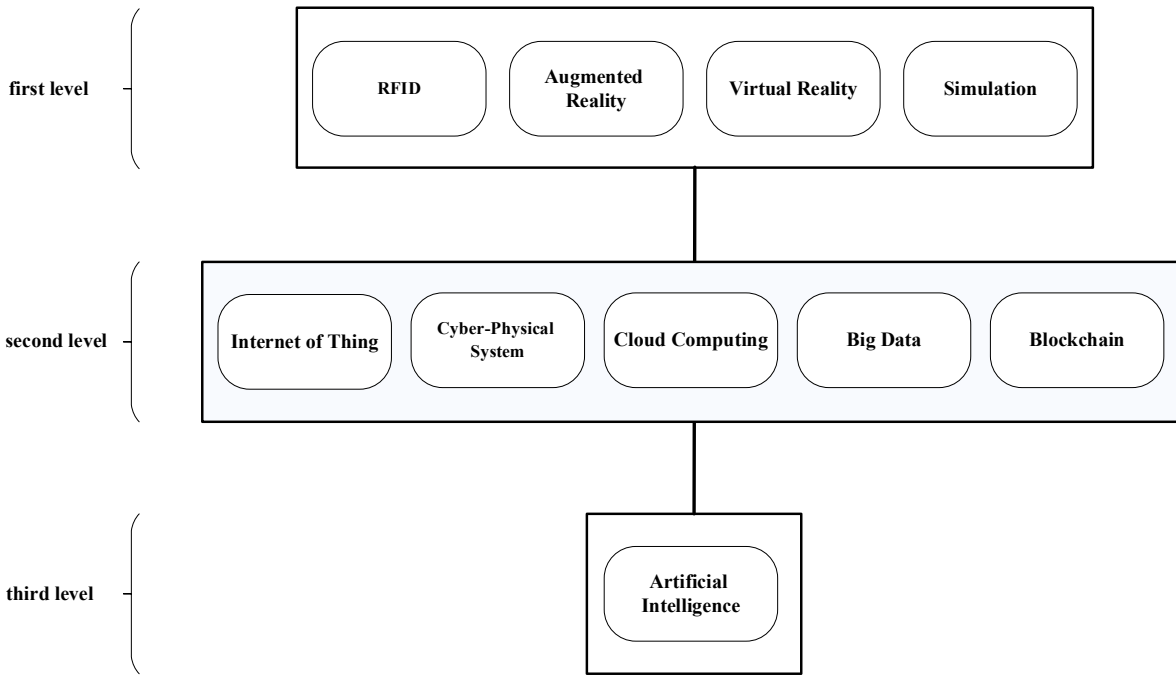 first level
RFID
Augmented
Reality
Virtual Reality
Simulation
second level
Internet of Thing
Cyber-Physical
System
Cloud Computing
Big Data
Blockchain
third level
Artificial
Intelligence